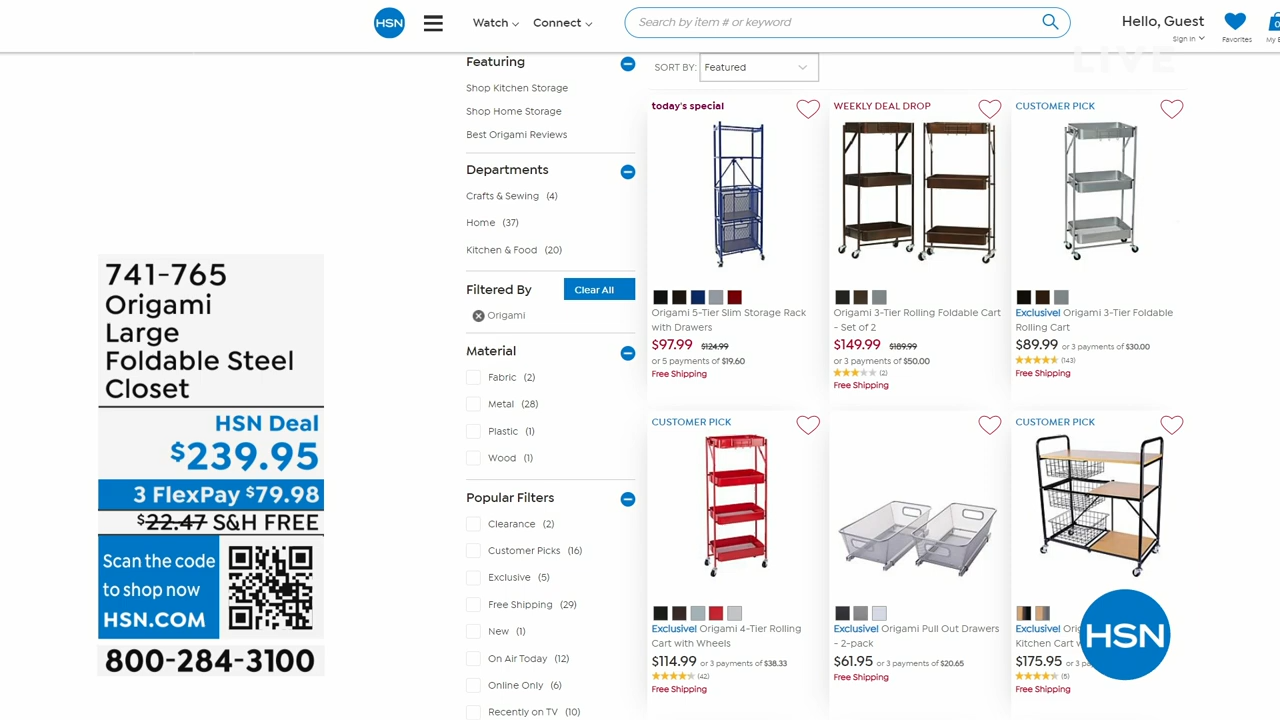 HSN
Watch
Connect
Search by item # or keyword
Hello, Guest
Sign In
Favorites
0
LIVE
Featuring
Shop Kitchen Storage
Shop Home Storage
Best Origami Reviews
Departments
Crafts & Sewing (4)
Home (37)
Kitchen & Food (20)
Filtered By
Clear All
Origami
Material
Fabric (2)
Metal (28)
Plastic (1)
Wood (1)
Popular Filters
Clearance (2)
Customer Picks (16)
Exclusive (5)
Free Shipping (29)
New (1)
On Air Today (12)
Online Only (6)
Recently on TV (10)
SORT BY: Featured
today's special
Origami 5-Tier Slim Storage Rack
with Drawers
$97.99 $124.99
or 5 payments of $19.60
Free Shipping
WEEKLY DEAL DROP
Origami 3-Tier Rolling Foldable Cart
- Set of 2
$149.99 $189.99
or 3 payments of $50.00
(2)
Free Shipping
CUSTOMER PICK
Exclusive! Origami 3-Tier Foldable
Rolling Cart
$89.99 or 3 payments of $30.00
(143)
Free Shipping
CUSTOMER PICK
Exclusive! Origami 4-Tier Rolling
Cart with Wheels
$114.99 or 3 payments of $38.33
(42)
Free Shipping
Exclusive! Origami Pull Out Drawers
- 2-pack
$61.95 or 3 payments of $20.65
Free Shipping
CUSTOMER PICK
Exclusive!
Kitchen Cart
$175.95 or 3
(5)
Free Shipping
HSN
741-765
Origami
Large
Foldable Steel
Closet
HSN Deal
$239.95
3 FlexPay $79.98
$22.47 S&H FREE
Scan the code
to shop now
HSN.COM
800-284-3100